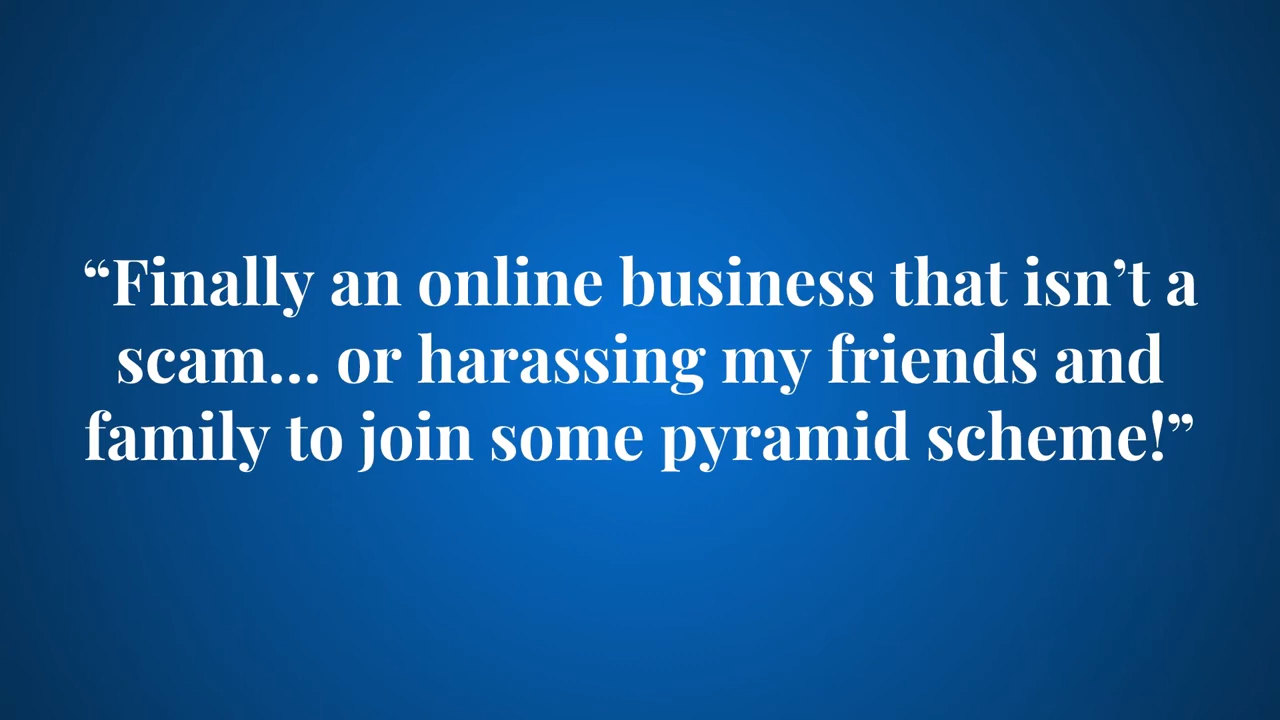 “Finally an online business that isn’t a
scam... or harassing my friends and
family to join some pyramid scheme!”